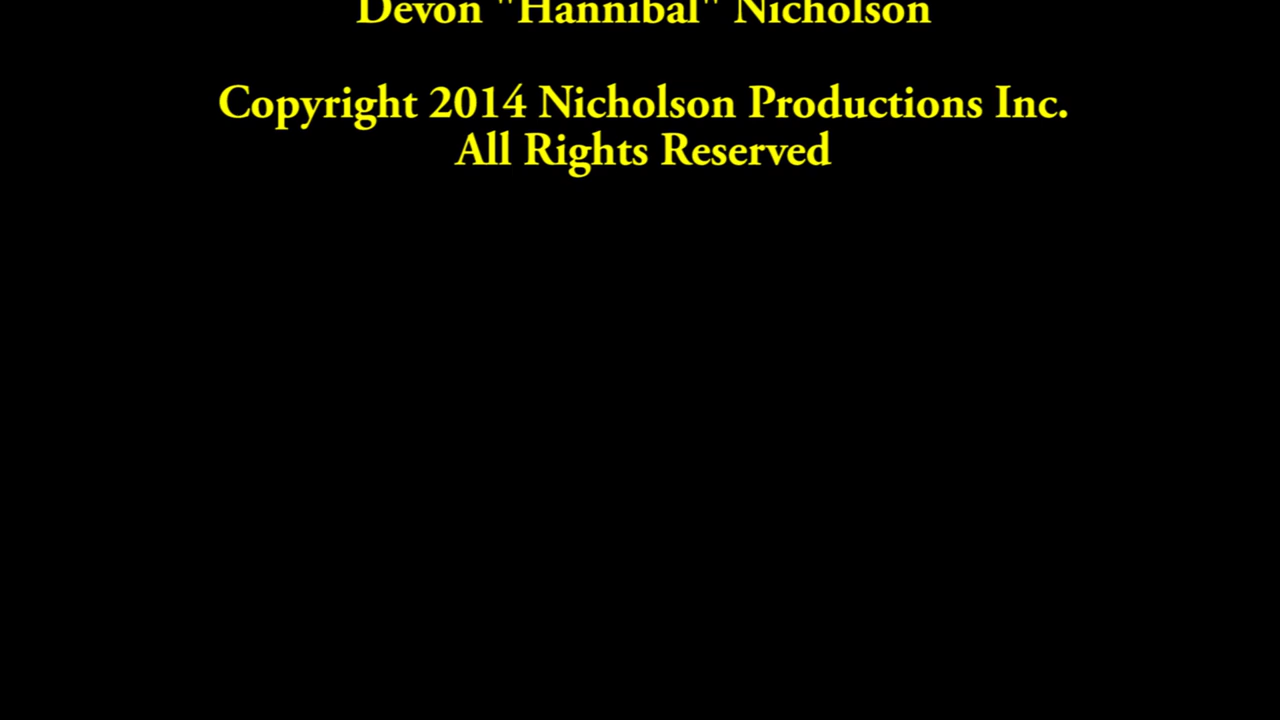 Devon "Hannibal" Nicholson
Copyright 2014 Nicholson Productions Inc.
All Rights Reserved